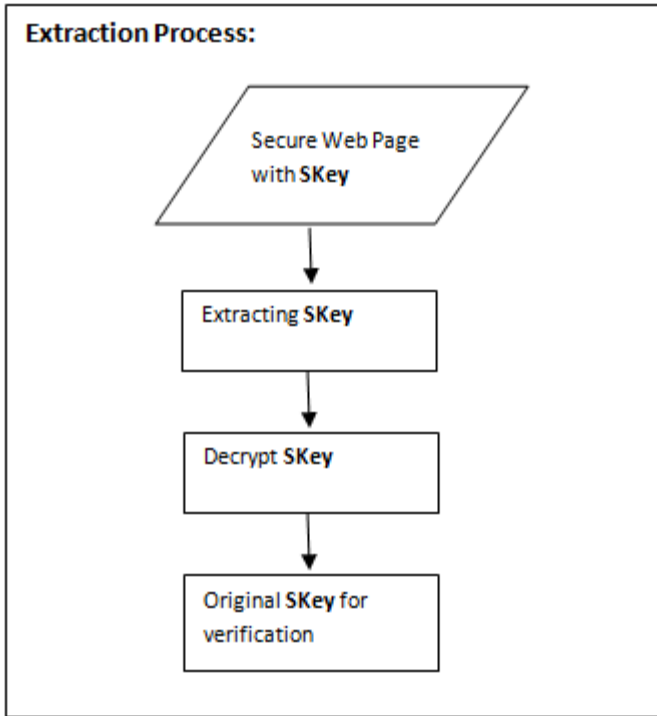 Extraction Process:
Secure Web Page
with SKey
Extracting SKey
Decrypt SKey
Original SKey for
verification